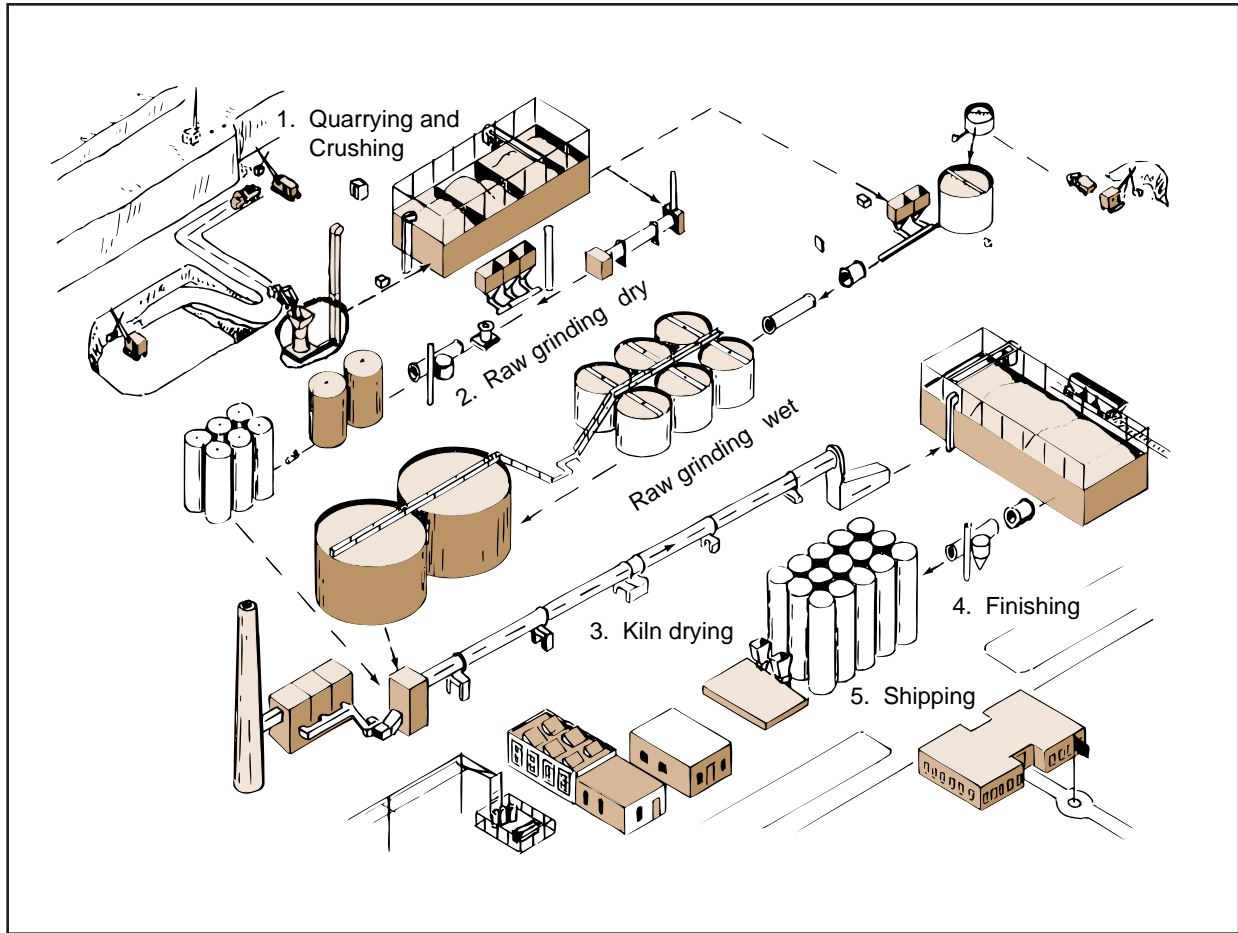 1. Quarrying and
Crushing
2. Raw grinding dry
Raw grinding wet
3. Kiln drying
4. Finishing
5. Shipping